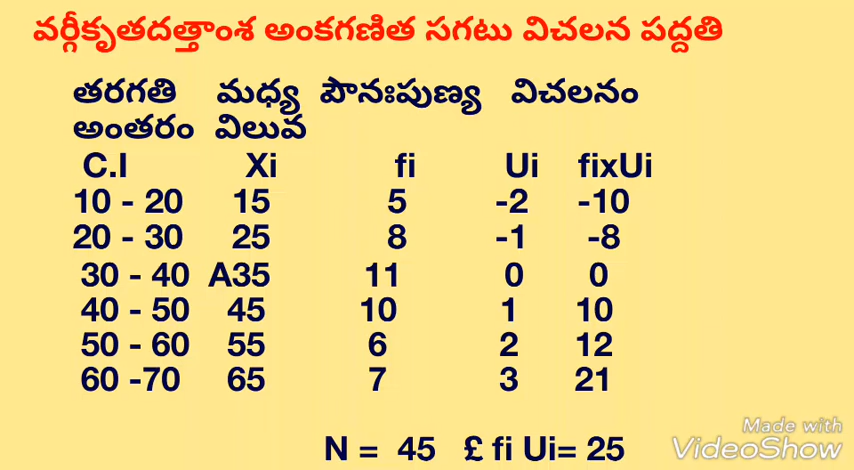 వర్గీకృతదత్తాంశ అంకగణిత సగటు విచలన పద్దతి
తరగతి మధ్య పౌనఃపుణ్య విచలనం
అంతరం విలువ
C.I Xi fi Ui fixUi
10 - 20 15 5 -2 -10
20 - 30 25 8 -1 -8
30 - 40 A35 11 0 0
40 - 50 45 10 1 10
50 - 60 55 6 2 12
60 -70 65 7 3 21
N = 45 £ fi Ui= 25
Made with
VideoShow